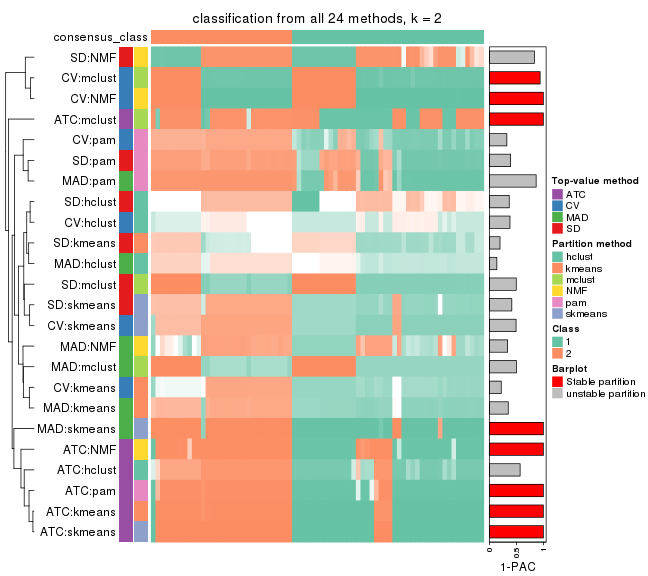 classification from all 24 methods, k = 2
consensus_class
SD:NMF
CV:mclust
CV:NMF
ATC:mclust
CV:pam
SD:pam
MAD:pam
SD:hclust
CV:hclust
SD:kmeans
MAD:hclust
SD:mclust
SD:skmeans
CV:skmeans
MAD:NMF
MAD:mclust
CV:kmeans
MAD:kmeans
MAD:skmeans
ATC:NMF
ATC:hclust
ATC:pam
ATC:kmeans
ATC:skmeans
0
0.5
1
1-PAC
Top-value method
ATC
CV
MAD
SD
Partition method
hclust
kmeans
mclust
NMF
pam
skmeans
Class
1
2
Barplot
Stable partition
unstable partition